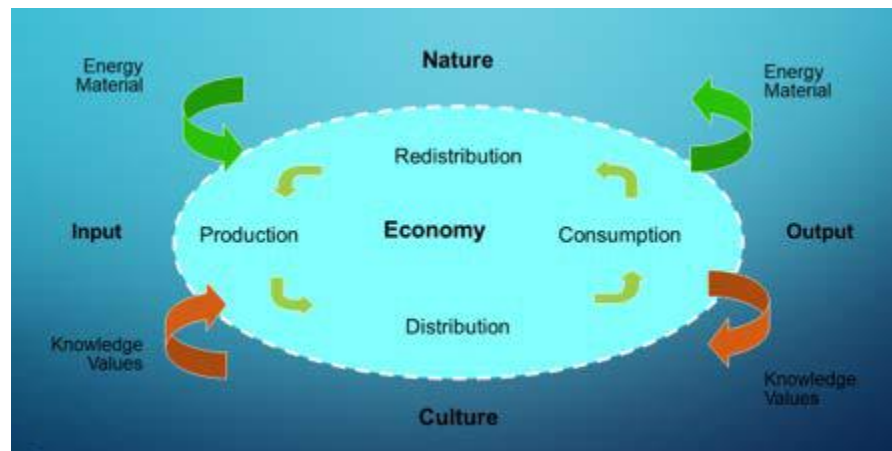 Nature
Energy
Material
Energy
Material
Redistribution
Input
Production
Economy
Consumption
Output
Distribution
Knowledge
Values
Knowledge
Values
Culture